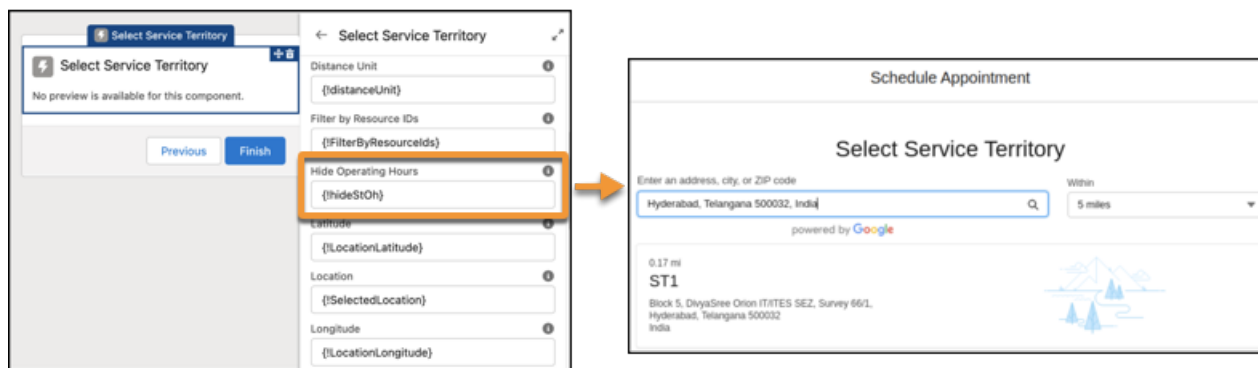 Select Service Territory
Select Service Territory
No preview is available for this component.
Previous
Finish
Select Service Territory
Distance Unit
{!distanceUnit}
Filter by Resource IDs
{!FilterByResourceIds}
Hide Operating Hours
{!hideStOh}
Latitude
{!LocationLatitude}
Location
{!SelectedLocation}
Longitude
{!LocationLongitude}
Schedule Appointment
Select Service Territory
Enter an address, city, or ZIP code
Within
Hyderabad, Telangana 500032, India
5 miles
powered by Google
0.17 mi
ST1
Block 5, DivyaSree Orion IT/ITES SEZ, Survey 66/1,
Hyderabad, Telangana 500032
India